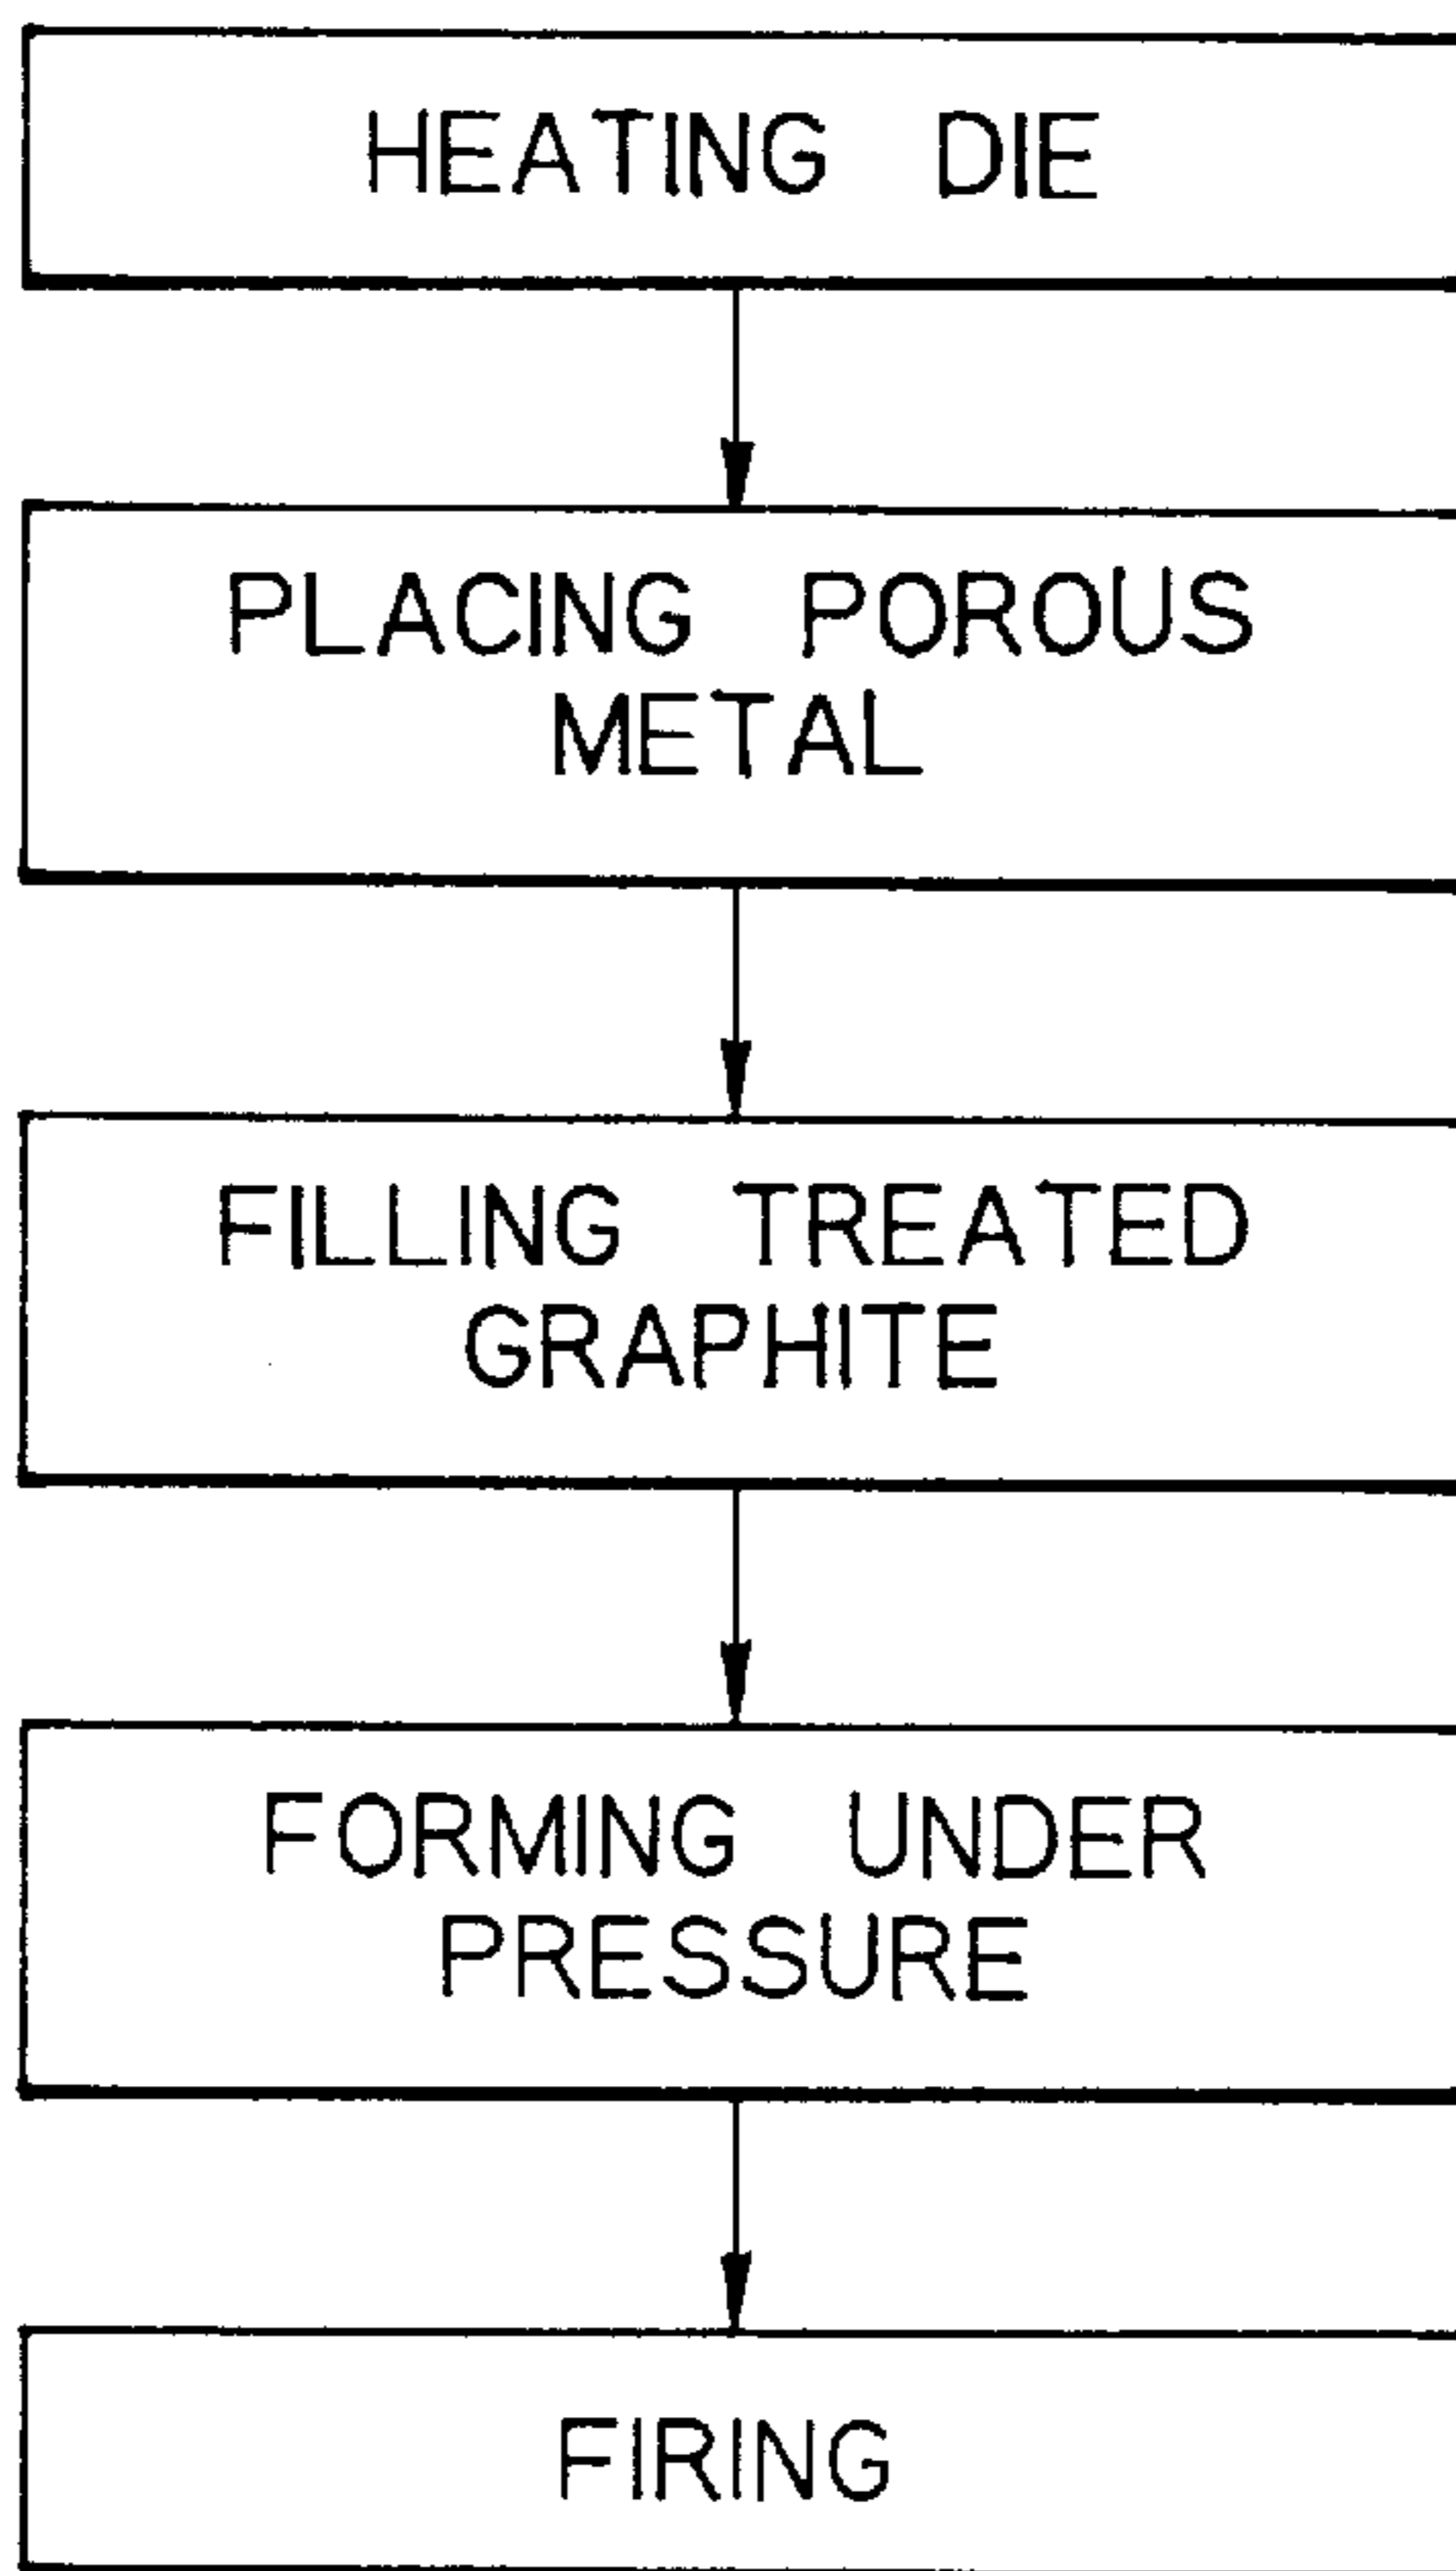 HEATING DIE
PLACING POROUS
METAL
FILLING TREATED
GRAPHITE
FORMING UNDER
PRESSURE
FIRING